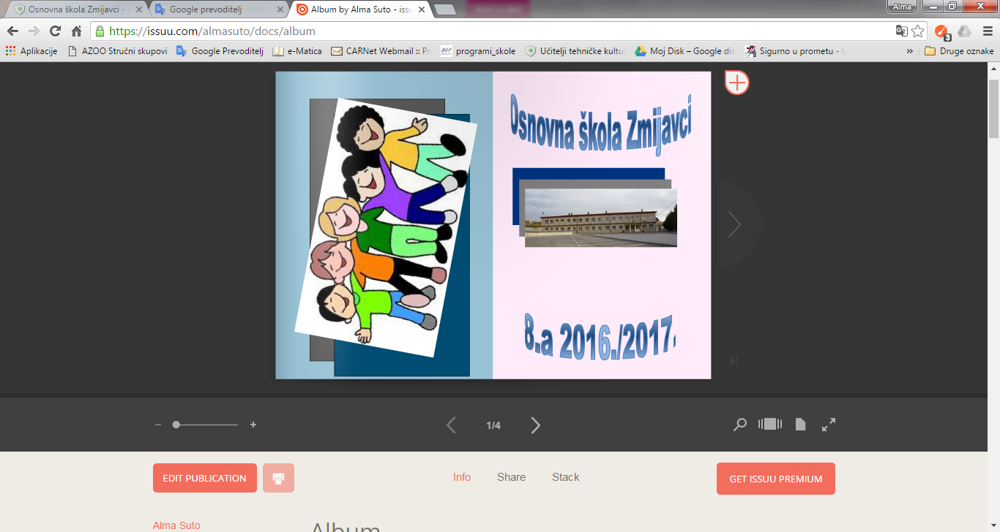 Osnovna škola Zmijavci -
Google prevoditelj
Album by Alma Suto - issu
Alma
https://issuu.com/almasuto/docs/album
3
Aplikacije
AZOO Stručni skupovi
Google Prevoditelj
e-Matica
CARNet Webmail :: Pr
programi_skole
Učitelji tehničke kultu
Moj Disk – Google dis
Sigurno u prometu -
»
Druge oznake
Osnovna škola Zmijavci
8.a 2016./2017.
1/4
EDIT PUBLICATION
Info
Share
Stack
GET ISSUU PREMIUM
Alma Suto
Album